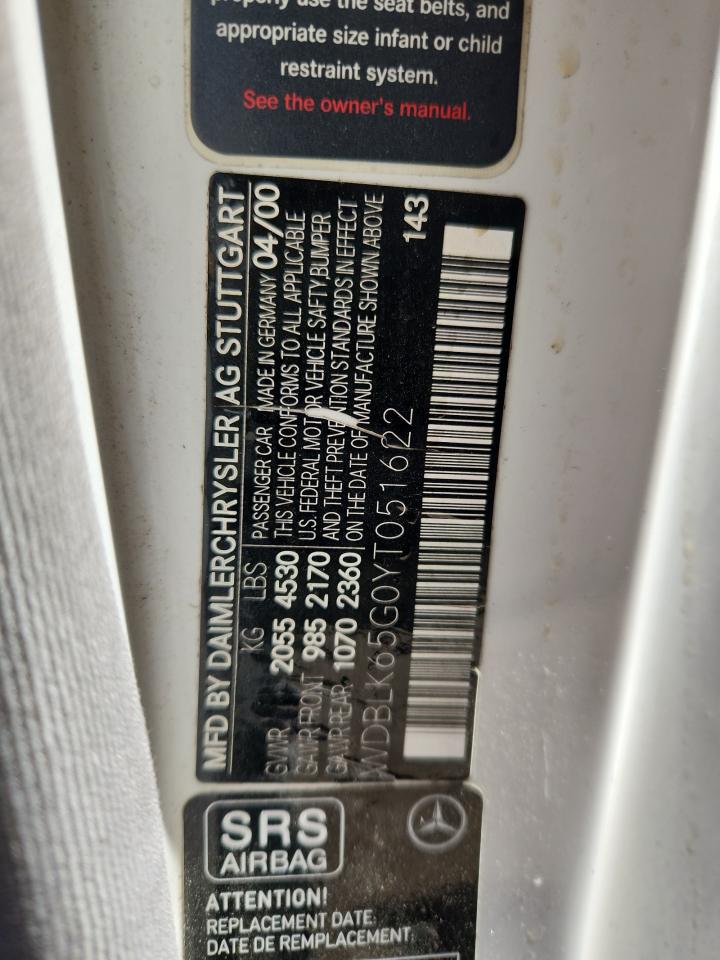 properly use the seat belts, and
appropriate size infant or child
restraint system.
See the owner's manual.
MFD BY DAIMLERCHRYSLER AG STUTTGART
KG LBS PASSENGER CAR MADE IN GERMANY 04/00
GVWR 2055 4530 THIS VEHICLE CONFORMS TO ALL APPLICABLE
GAWR FRONT 985 2170 U.S. FEDERAL MOTOR VEHICLE SAFTY BUMPER
GAWR REAR 1070 2360 AND THEFT PREVENTION STANDARDS IN EFFECT
ON THE DATE OF MANUFACTURE SHOWN ABOVE
WDBLK65G0YT051622
143
SRS
AIRBAG
ATTENTION!
REPLACEMENT DATE:
DATE DE REMPLACEMENT: